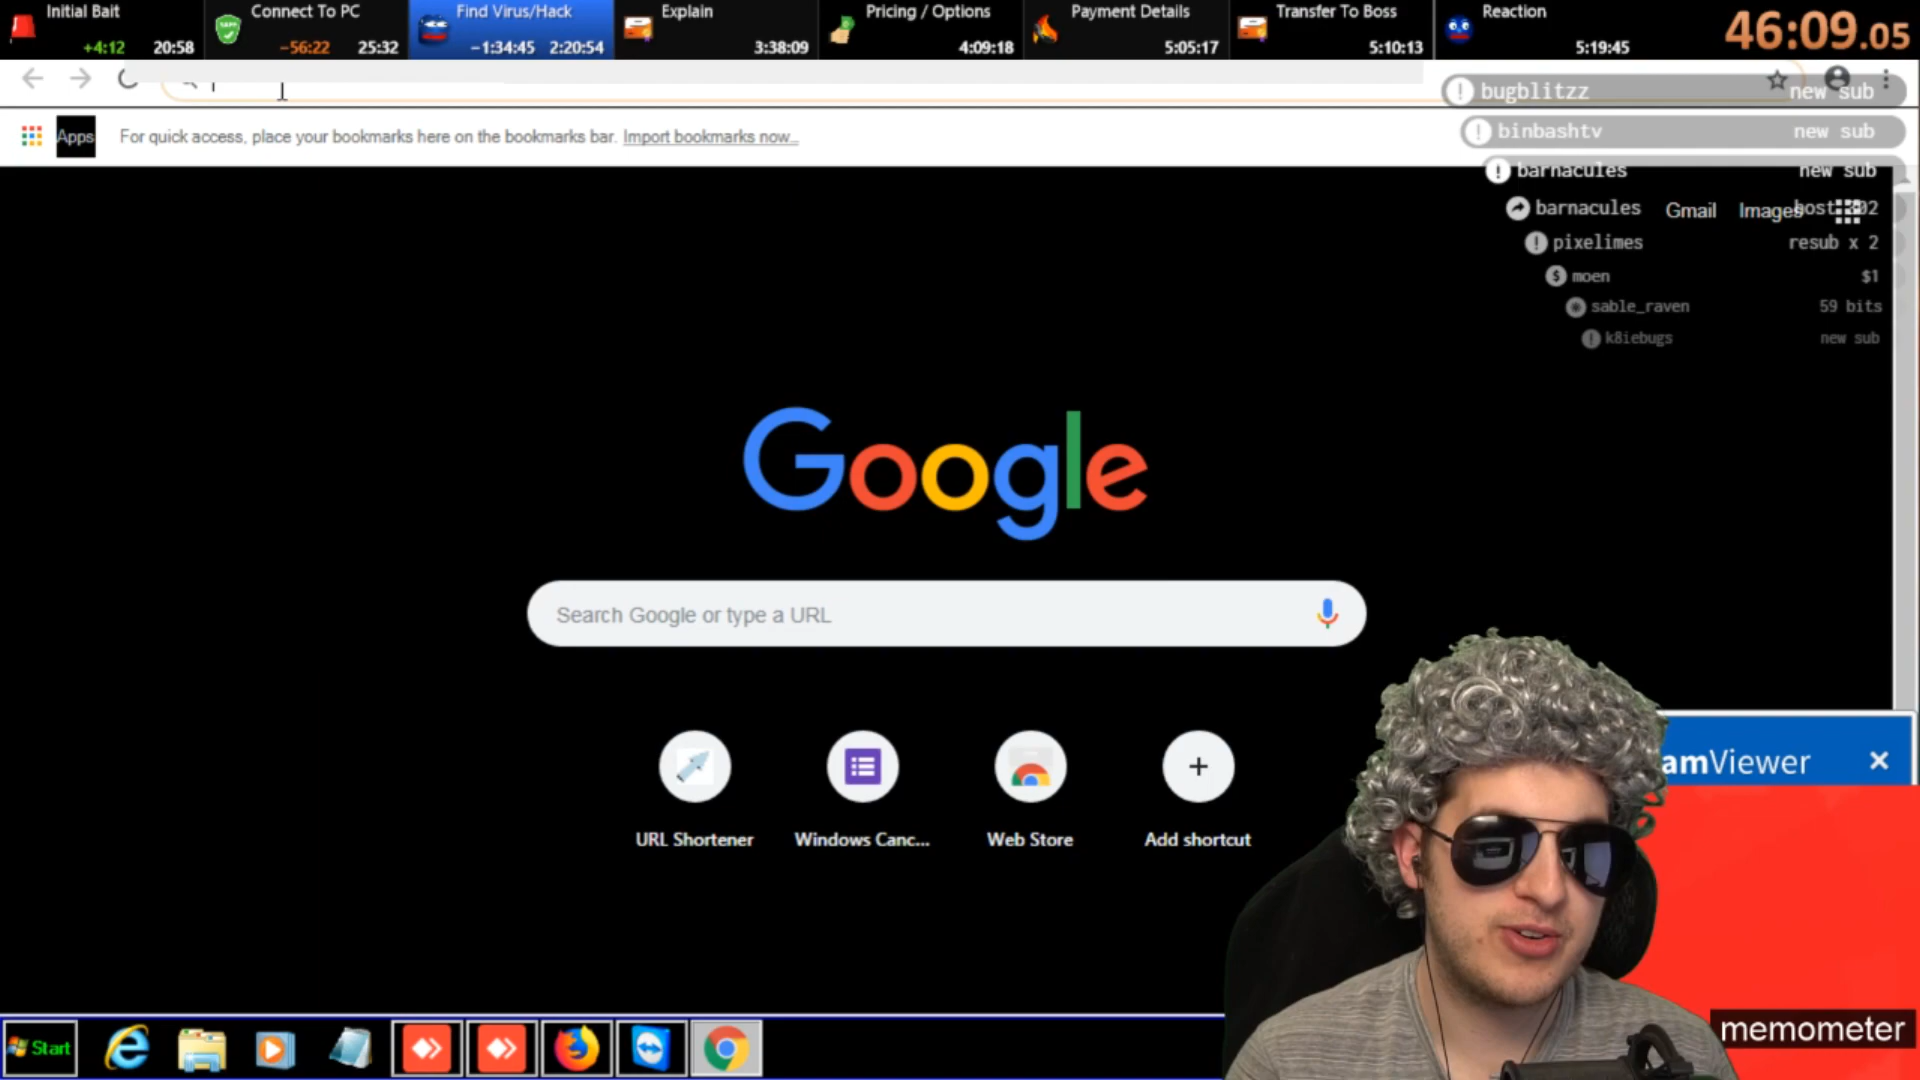 Initial Bait
+4:12 20:58
Connect To PC
-56:22 25:32
Find Virus/Hack
-1:34:45 2:20:54
Explain
3:38:09
Pricing / Options
4:09:18
Payment Details
5:05:17
Transfer To Boss
5:10:13
Reaction
5:19:45
46:09.05
Apps
For quick access, place your bookmarks here on the bookmarks bar. Import bookmarks now...
bugblitzz new sub
binbashtv new sub
barnacules new sub
barnacules
Gmail Images
pixelimes resub x 2
moen $1
sable_raven 59 bits
k8iebugs new sub
Google
Search Google or type a URL
URL Shortener
Windows Canc...
Web Store
Add shortcut
amViewer
memometer
Start